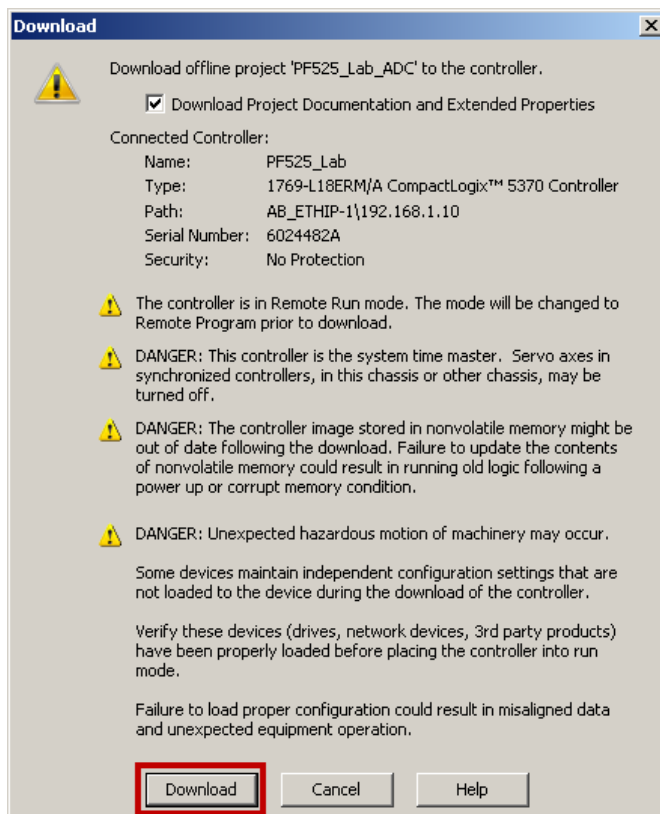 Download
Download offline project 'PF525_Lab_ADC' to the controller.
Download Project Documentation and Extended Properties
Connected Controller:
Name: PF525_Lab
Type: 1769-L18ERM/A CompactLogix™ 5370 Controller
Path: AB_ETHIP-1\192.168.1.10
Serial Number: 6024482A
Security: No Protection
The controller is in Remote Run mode. The mode will be changed to
Remote Program prior to download.
DANGER: This controller is the system time master. Servo axes in
synchronized controllers, in this chassis or other chassis, may be
turned off.
DANGER: The controller image stored in nonvolatile memory might be
out of date following the download. Failure to update the contents
of nonvolatile memory could result in running old logic following a
power up or corrupt memory condition.
DANGER: Unexpected hazardous motion of machinery may occur.
Some devices maintain independent configuration settings that are
not loaded to the device during the download of the controller.
Verify these devices (drives, network devices, 3rd party products)
have been properly loaded before placing the controller into run
mode.
Failure to load proper configuration could result in misaligned data
and unexpected equipment operation.
Download Cancel Help